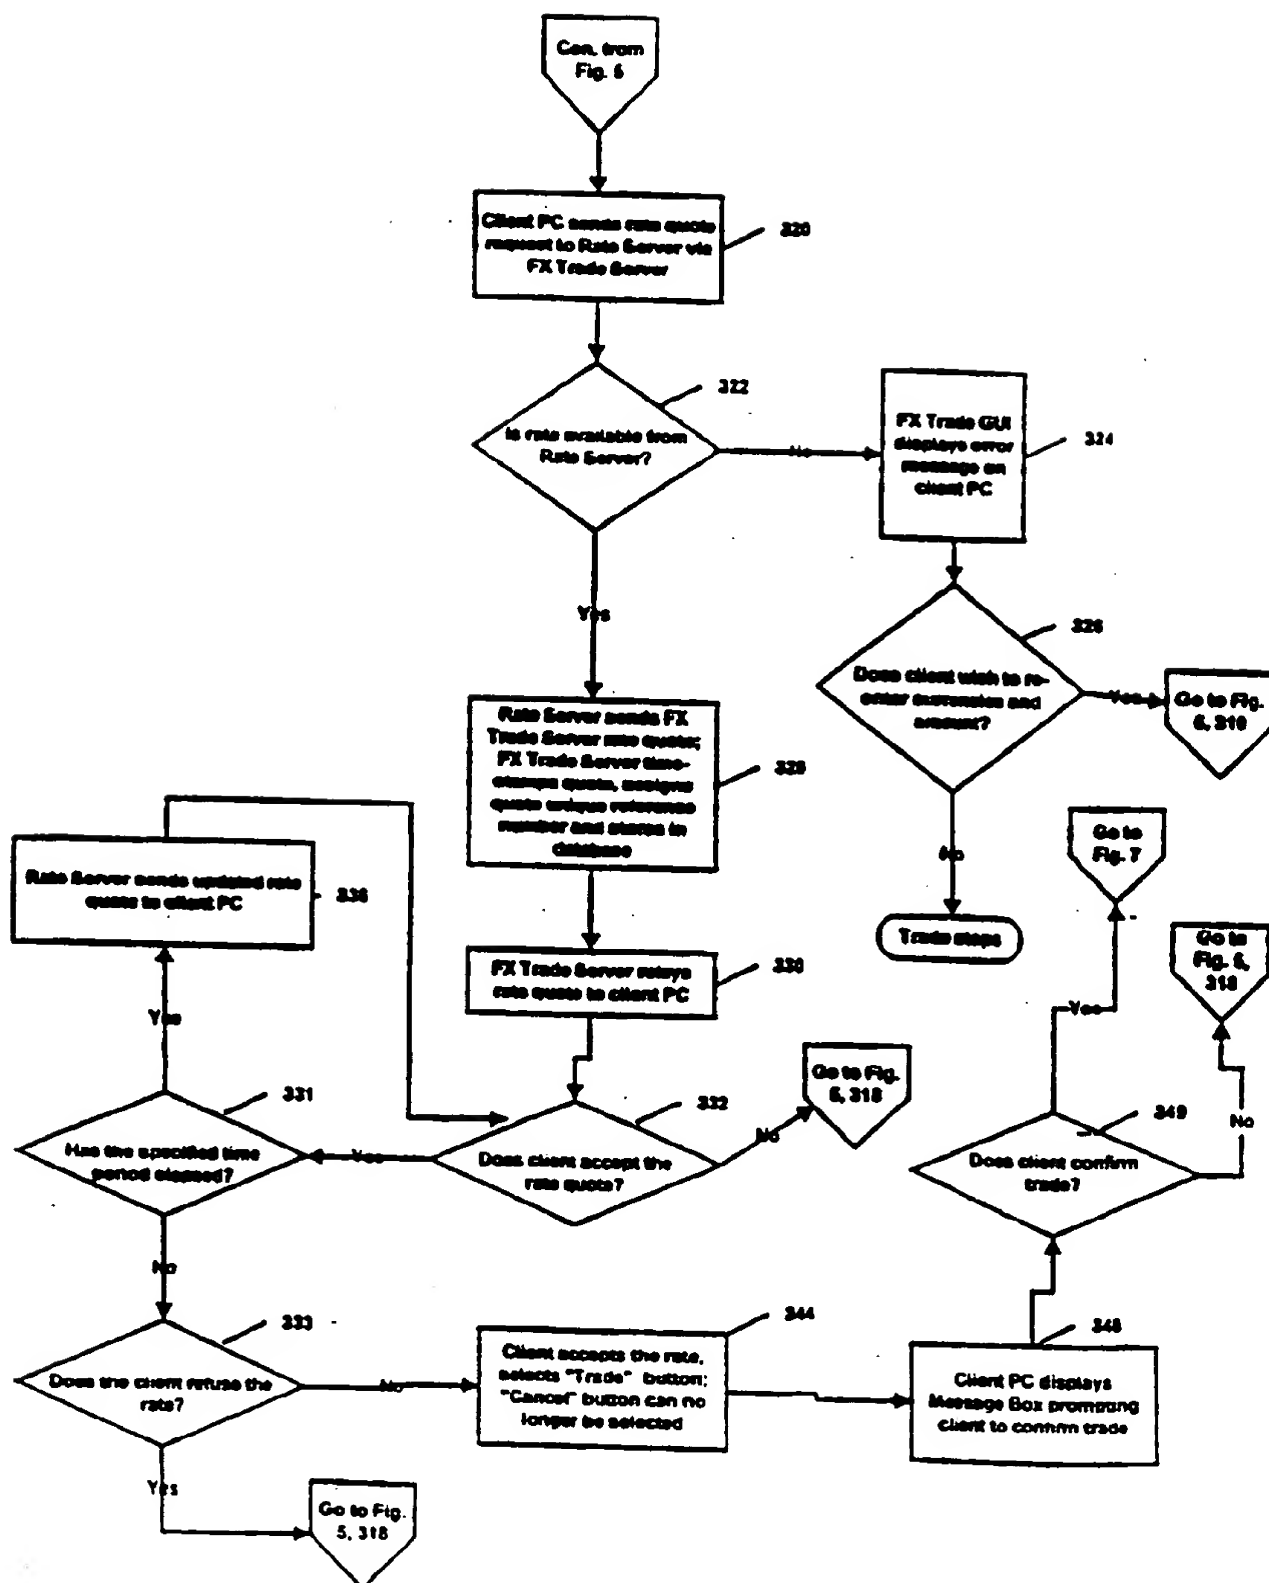 Con. from
Fig. 5
Client PC sends rate quote
request to Rate Server via
FX Trade Server
320
322
Is rate available from
Rate Server?
No
FX Trade GUI
displays error
message on
client PC
324
Yes
326
Does client wish to re-
enter currencies and
amount?
Yes
Go to Fig.
5, 310
No
Trade stops
Rate Server sends FX
Trade Server rate quote;
FX Trade Server time-
stamps quote, assigns
quote unique reference
number and stores in
database
328
Rate Server sends updated rate
quote to client PC
336
FX Trade Server relays
rate quote to client PC
330
Go to
Fig. 7
Go to
Fig. 5,
318
Yes
Yes
No
331
Has the specified time
period elapsed?
Yes
332
Does client accept the
rate quote?
No
Go to Fig.
5, 318
349
Does client confirm
trade?
No
333
Does the client refuse the
rate?
No
344
Client accepts the rate,
selects "Trade" button;
"Cancel" button can no
longer be selected
348
Client PC displays
Message Box prompting
client to confirm trade
Yes
Go to Fig.
5, 318